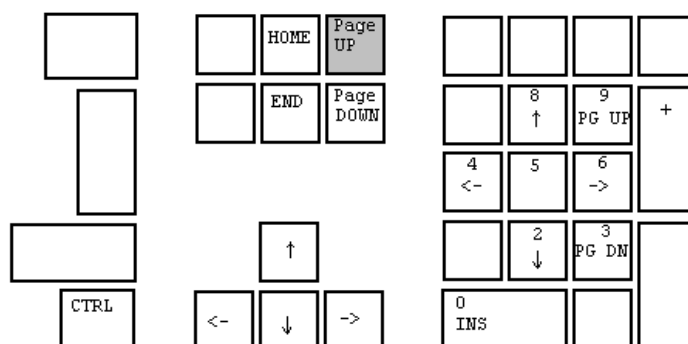 HOME
Page
UP
END
Page
DOWN
8
↑
9
PG UP
+
4
<-
5
6
->
2
↓
3
PG DN
↑
CTRL
<-
↓
->
0
INS